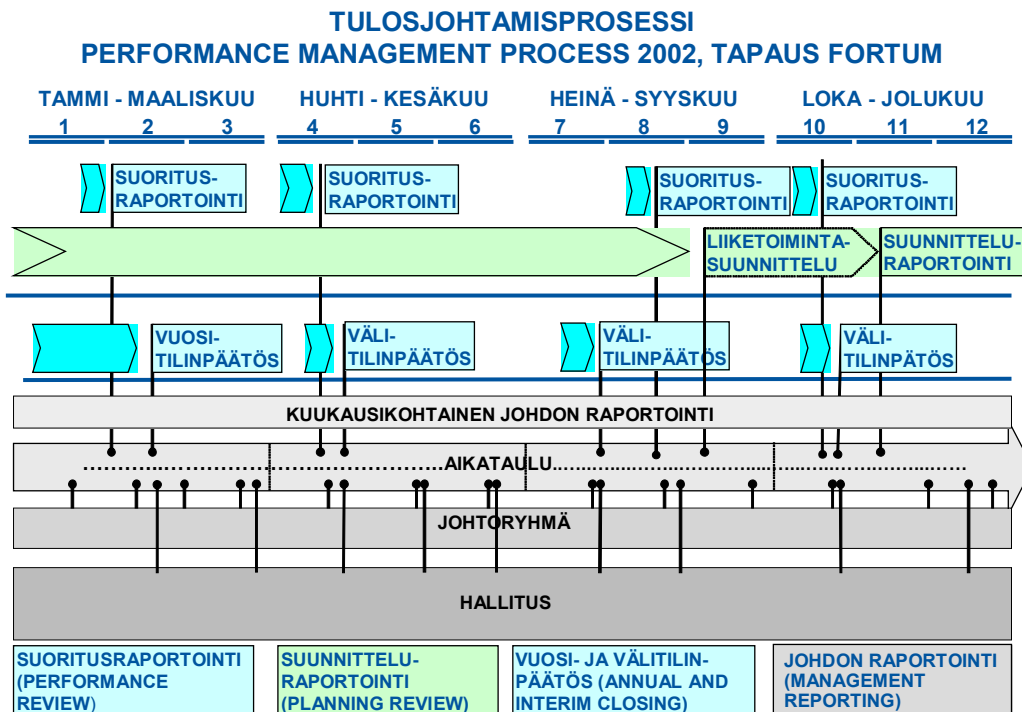 TULOSJOHTAMISPROSESSI
PERFORMANCE MANAGEMENT PROCESS 2002, TAPAUS FORTUM
TAMMI - MAALISKUU
HUHTI - KESÄKUU
HEINÄ - SYYSKUU
LOKA - JOLUKUU
1 2 3 4 5 6 7 8 9 10 11 12
SUORITUS-
RAPORTOINTI
SUORITUS-
RAPORTOINTI
SUORITUS-
RAPORTOINTI
SUORITUS-
RAPORTOINTI
LIIKETOIMINTA-
SUUNNITTELU
SUUNNITTELU-
RAPORTOINTI
VUOSI-
TILINPÄÄTÖS
VÄLI-
TILINPÄÄTÖS
VÄLI-
TILINPÄÄTÖS
VÄLI-
TILINPÄTÖS
KUUKAUSIKOHTAINEN JOHDON RAPORTOINTI
AIKATAULU
JOHTORYHMÄ
HALLITUS
SUORITUSRAPORTOINTI
(PERFORMANCE
REVIEW)
SUUNNITTELU-
RAPORTOINTI
(PLANNING REVIEW)
VUOSI- JA VÄLITILIN-
PÄÄTÖS (ANNUAL AND
INTERIM CLOSING)
JOHDON RAPORTOINTI
(MANAGEMENT
REPORTING)